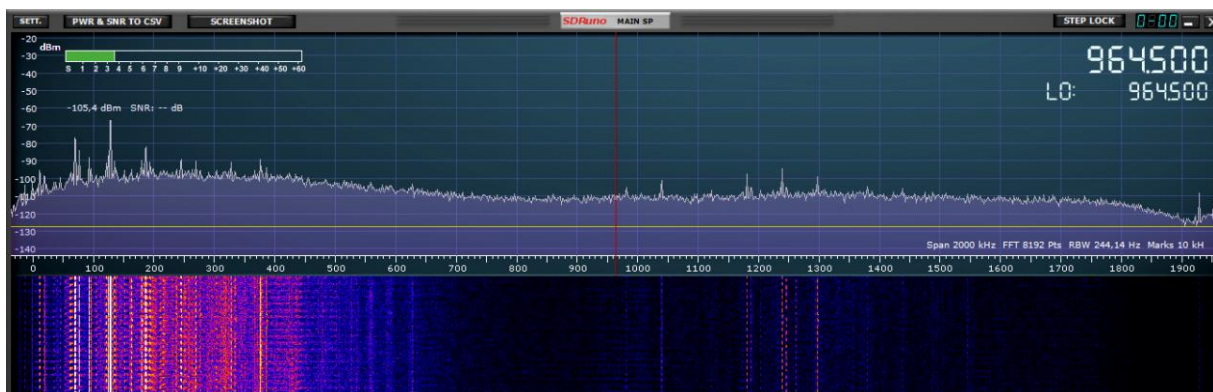 SETT. PWR & SNR TO CSV SCREENSHOT SDRuno MAIN SP STEP LOCK 0-00
-20
dBm
-30
S 1 2 3 4 5 6 7 8 9 +10 +20 +30 +40 +50 +60
964.500
-40
LO: 964.500
-50
-60
-105,4 dBm SNR: -- dB
-70
-80
-90
-100
-110
-120
-130
-140
Span 2000 kHz FFT 8192 Pts RBW 244,14 Hz Marks 10 kH
0 100 200 300 400 500 600 700 800 900 1000 1100 1200 1300 1400 1500 1600 1700 1800 1900